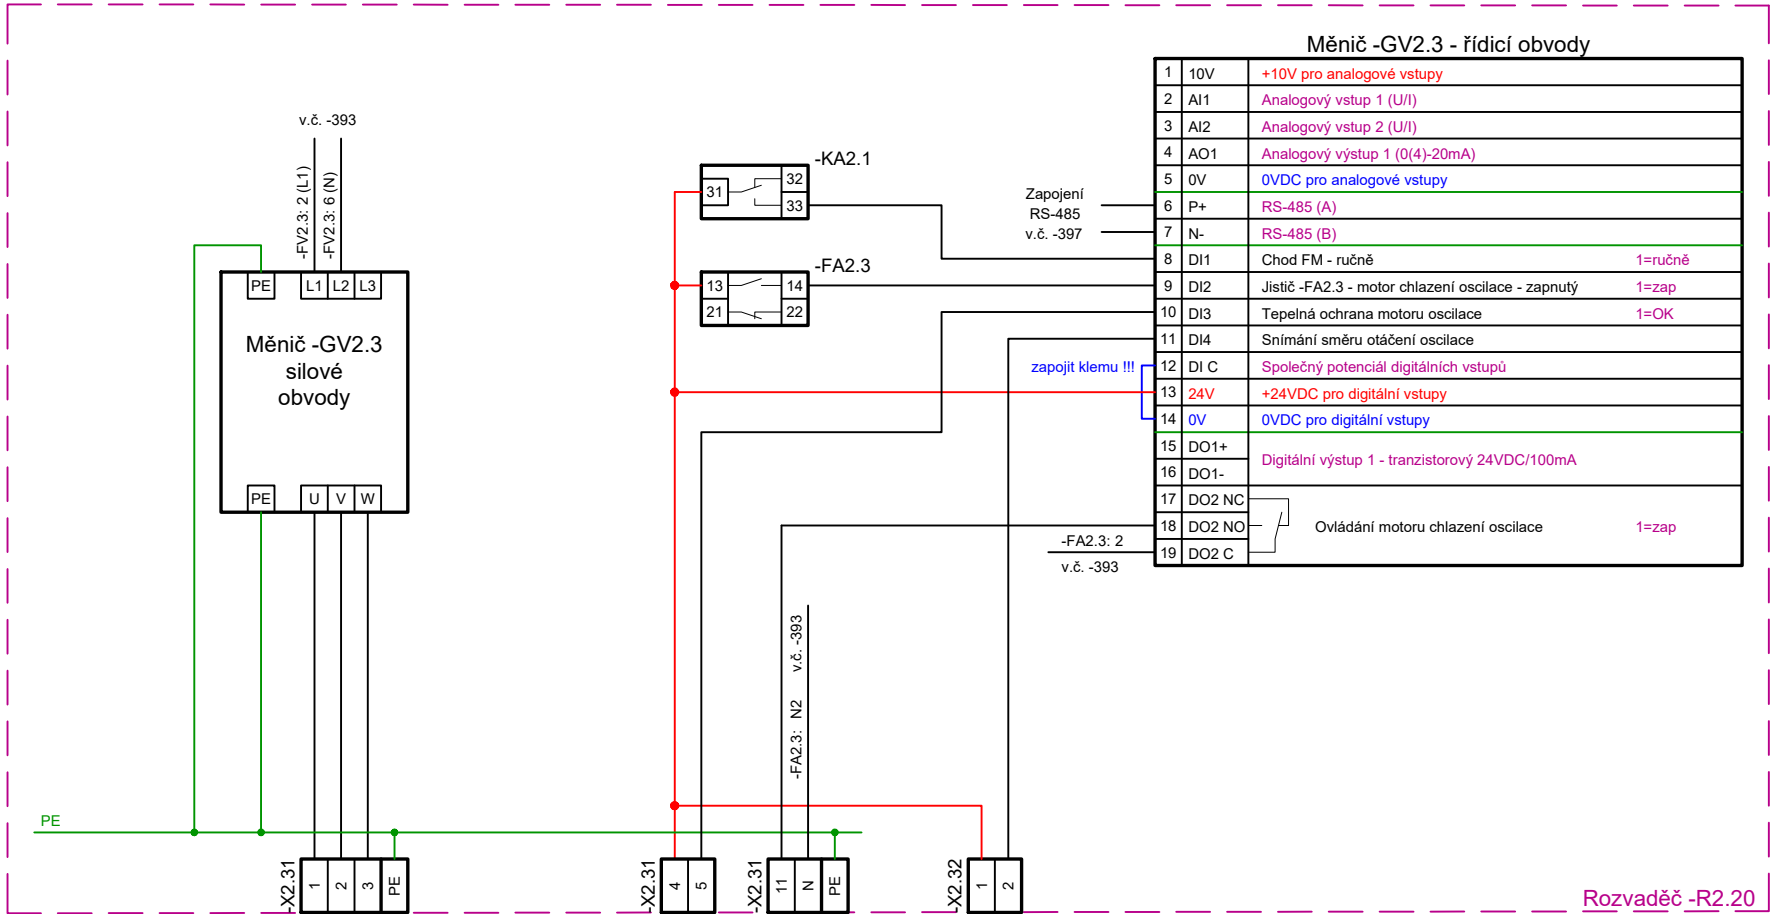 Měnič -GV2.3 - řídicí obvody
1 10V +10V pro analogové vstupy
2 AI1 Analogový vstup 1 (U/I)
3 AI2 Analogový vstup 2 (U/I)
4 AO1 Analogový výstup 1 (0(4)-20mA)
5 0V 0VDC pro analogové vstupy
6 P+ RS-485 (A)
7 N- RS-485 (B)
8 DI1 Chod FM - ručně 1=ručně
9 DI2 Jistič -FA2.3 - motor chlazení oscilace - zapnutý 1=zap
10 DI3 Tepelná ochrana motoru oscilace 1=OK
11 DI4 Snímání směru otáčení oscilace
12 DI C Společný potenciál digitálních vstupů
13 24V +24VDC pro digitální vstupy
14 0V 0VDC pro digitální vstupy
15 DO1+
Digitální výstup 1 - tranzistorový 24VDC/100mA
16 DO1-
17 DO2 NC
18 DO2 NO Ovládání motoru chlazení oscilace 1=zap
19 DO2 C
v.č. -393
-FV2.3: 2 (L1)
-FV2.3: 6 (N)
PE L1 L2 L3
Měnič -GV2.3
silové
obvody
PE U V W
-KA2.1
31 32
33
-FA2.3
13 14
21 22
Zapojení
RS-485
v.č. -397
zapojit klemu !!!
-FA2.3: 2
v.č. -393
-FA2.3: N2 v.č. -393
PE
-X2.31
1 2 3 PE
-X2.31
4 5
-X2.31
11 N PE
-X2.32
1 2
Rozvaděč -R2.20